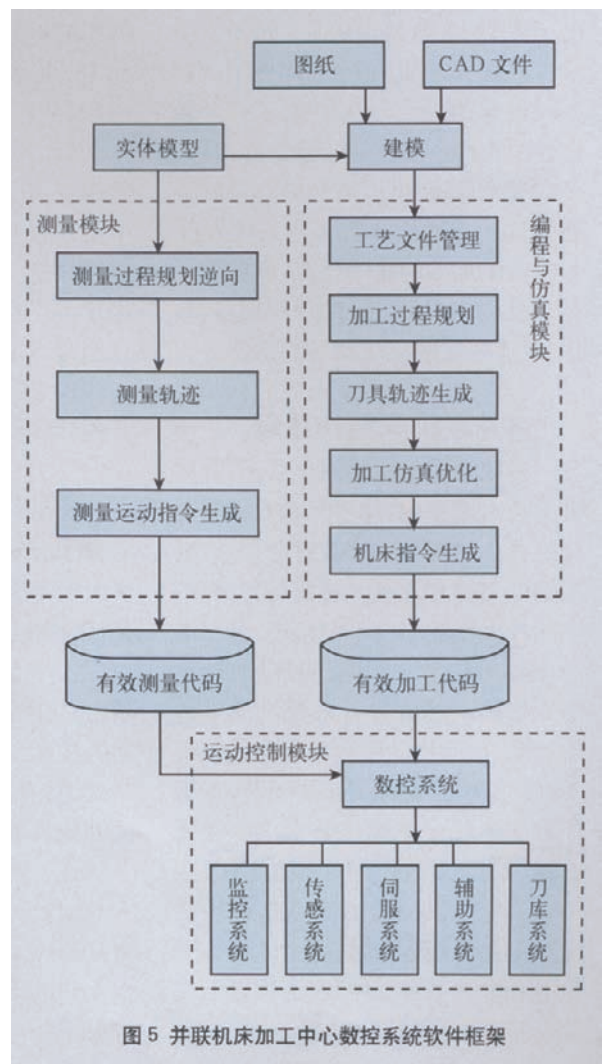 图纸
CAD 文件
实体模型
建模
测量模块
测量过程规划逆向
测量轨迹
测量运动指令生成
编程与仿真模块
工艺文件管理
加工过程规划
刀具轨迹生成
加工仿真优化
机床指令生成
有效测量代码
有效加工代码
运动控制模块
数控系统
监控系统
传感系统
伺服系统
辅助系统
刀库系统
图 5 并联机床加工中心数控系统软件框架